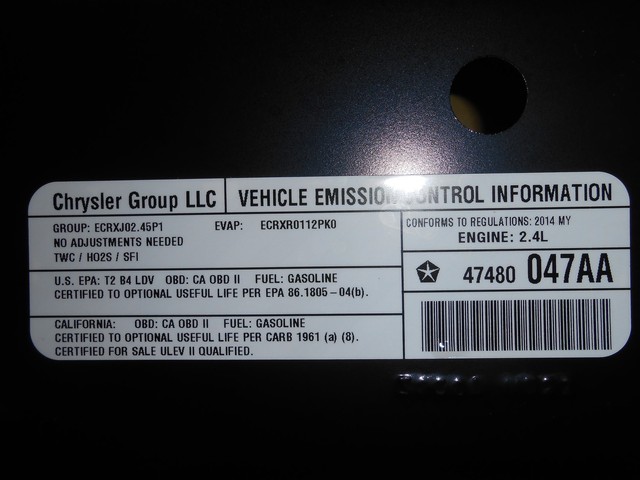 Chrysler Group LLC
VEHICLE EMISSION CONTROL INFORMATION
GROUP: ECRXJ02.45P1 EVAP: ECRXR0112PK0
NO ADJUSTMENTS NEEDED
TWC / HO2S / SFI
CONFORMS TO REGULATIONS: 2014 MY
ENGINE: 2.4L
U.S. EPA: T2 B4 LDV OBD: CA OBD II FUEL: GASOLINE
CERTIFIED TO OPTIONAL USEFUL LIFE PER EPA 86.1805-04(b).
47480 047AA
CALIFORNIA: OBD: CA OBD II FUEL: GASOLINE
CERTIFIED TO OPTIONAL USEFUL LIFE PER CARB 1961 (a) (8).
CERTIFIED FOR SALE ULEV II QUALIFIED.